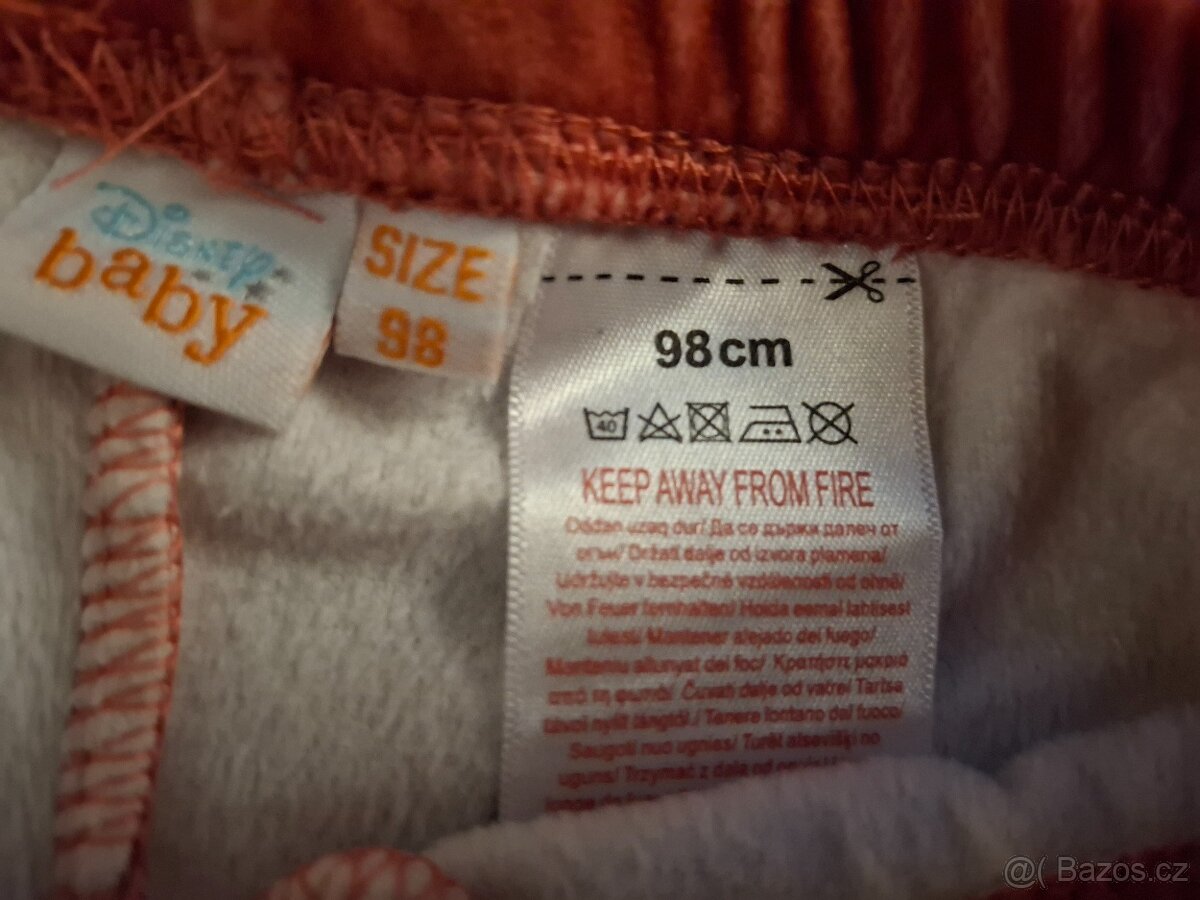 Disney
baby
SIZE
98
98cm
40
KEEP AWAY FROM FIRE
Oddan uzaq dur/ Да се държи далеч от
огън/ Držati dalje od izvora plamena/
Udržujte v bezpečné vzdálenosti od ohně/
Von Feuer fernhalten/ Hoida eemal lahtisest
tulest/ Mantener alejado del fuego/
Manteniu allunyat del foc/ Κρατήστε μακριά
από τη φωτιά/ Čuvati dalje od vatre/ Tartsa
távol nyílt lángtól./ Tenere lontano dal fuoco/
Saugoti nuo ugnies/ Turēt atsevišķi no
uguns/ Trzymać z dala od
@( Bazos.cz